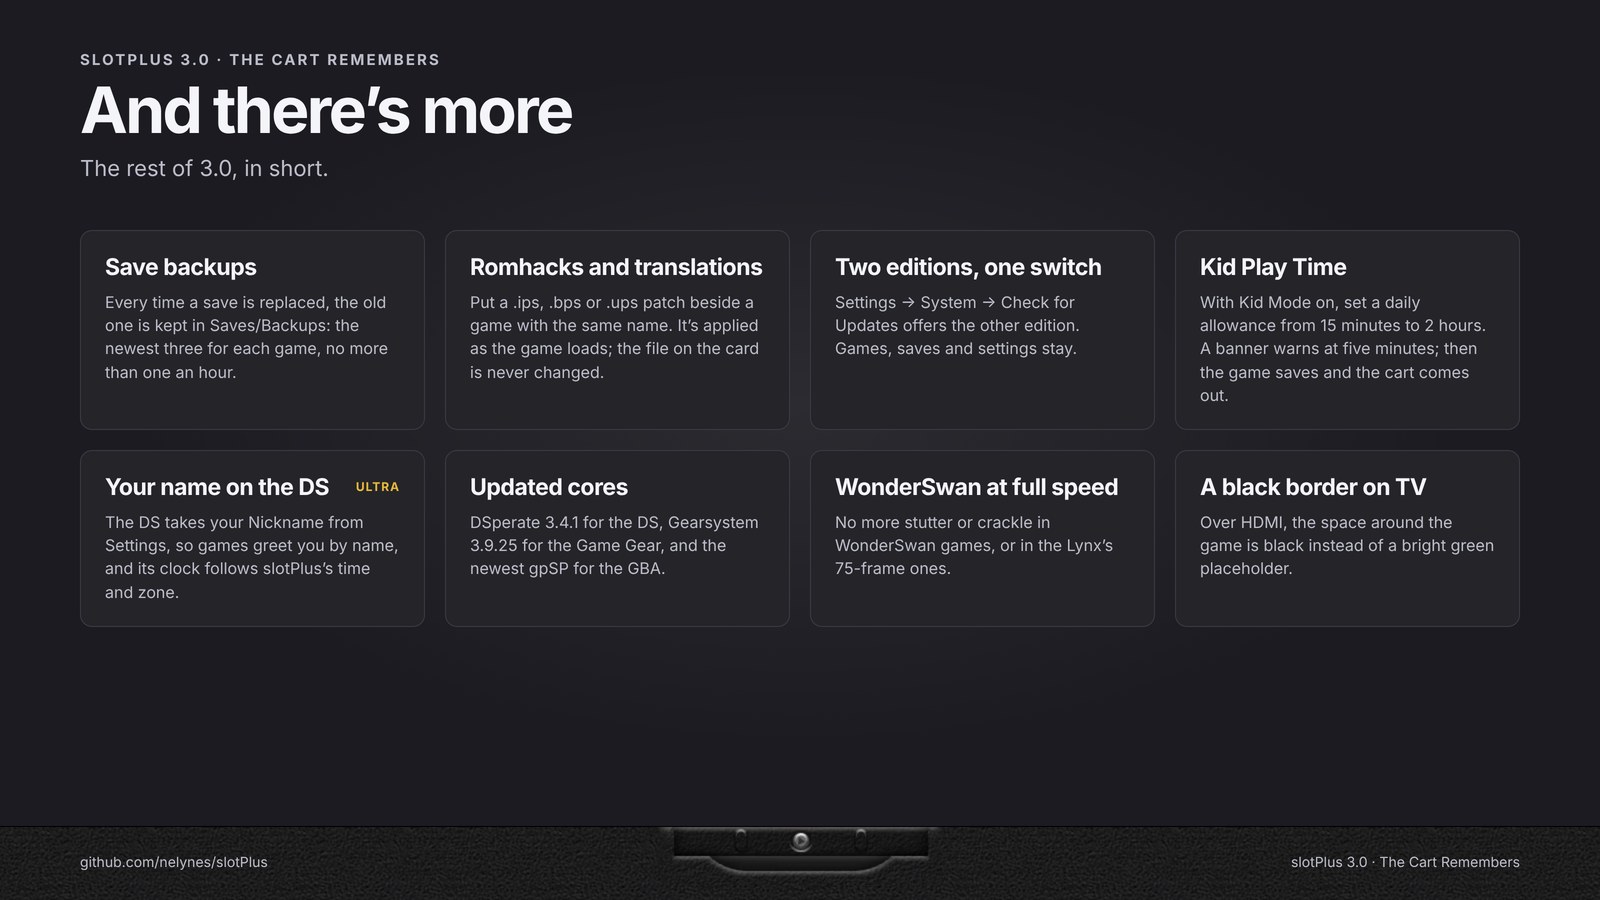 SLOTPLUS 3.0 · THE CART REMEMBERS
And there’s more
The rest of 3.0, in short.
Save backups
Every time a save is replaced, the old
one is kept in Saves/Backups: the
newest three for each game, no more
than one an hour.
Romhacks and translations
Put a .ips, .bps or .ups patch beside a
game with the same name. It’s applied
as the game loads; the file on the card
is never changed.
Two editions, one switch
Settings → System → Check for
Updates offers the other edition.
Games, saves and settings stay.
Kid Play Time
With Kid Mode on, set a daily
allowance from 15 minutes to 2 hours.
A banner warns at five minutes; then
the game saves and the cart comes
out.
Your name on the DS ULTRA
The DS takes your Nickname from
Settings, so games greet you by name,
and its clock follows slotPlus’s time
and zone.
Updated cores
DSperate 3.4.1 for the DS, Gearsystem
3.9.25 for the Game Gear, and the
newest gpSP for the GBA.
WonderSwan at full speed
No more stutter or crackle in
WonderSwan games, or in the Lynx’s
75-frame ones.
A black border on TV
Over HDMI, the space around the
game is black instead of a bright green
placeholder.
github.com/nelynes/slotPlus
slotPlus 3.0 · The Cart Remembers